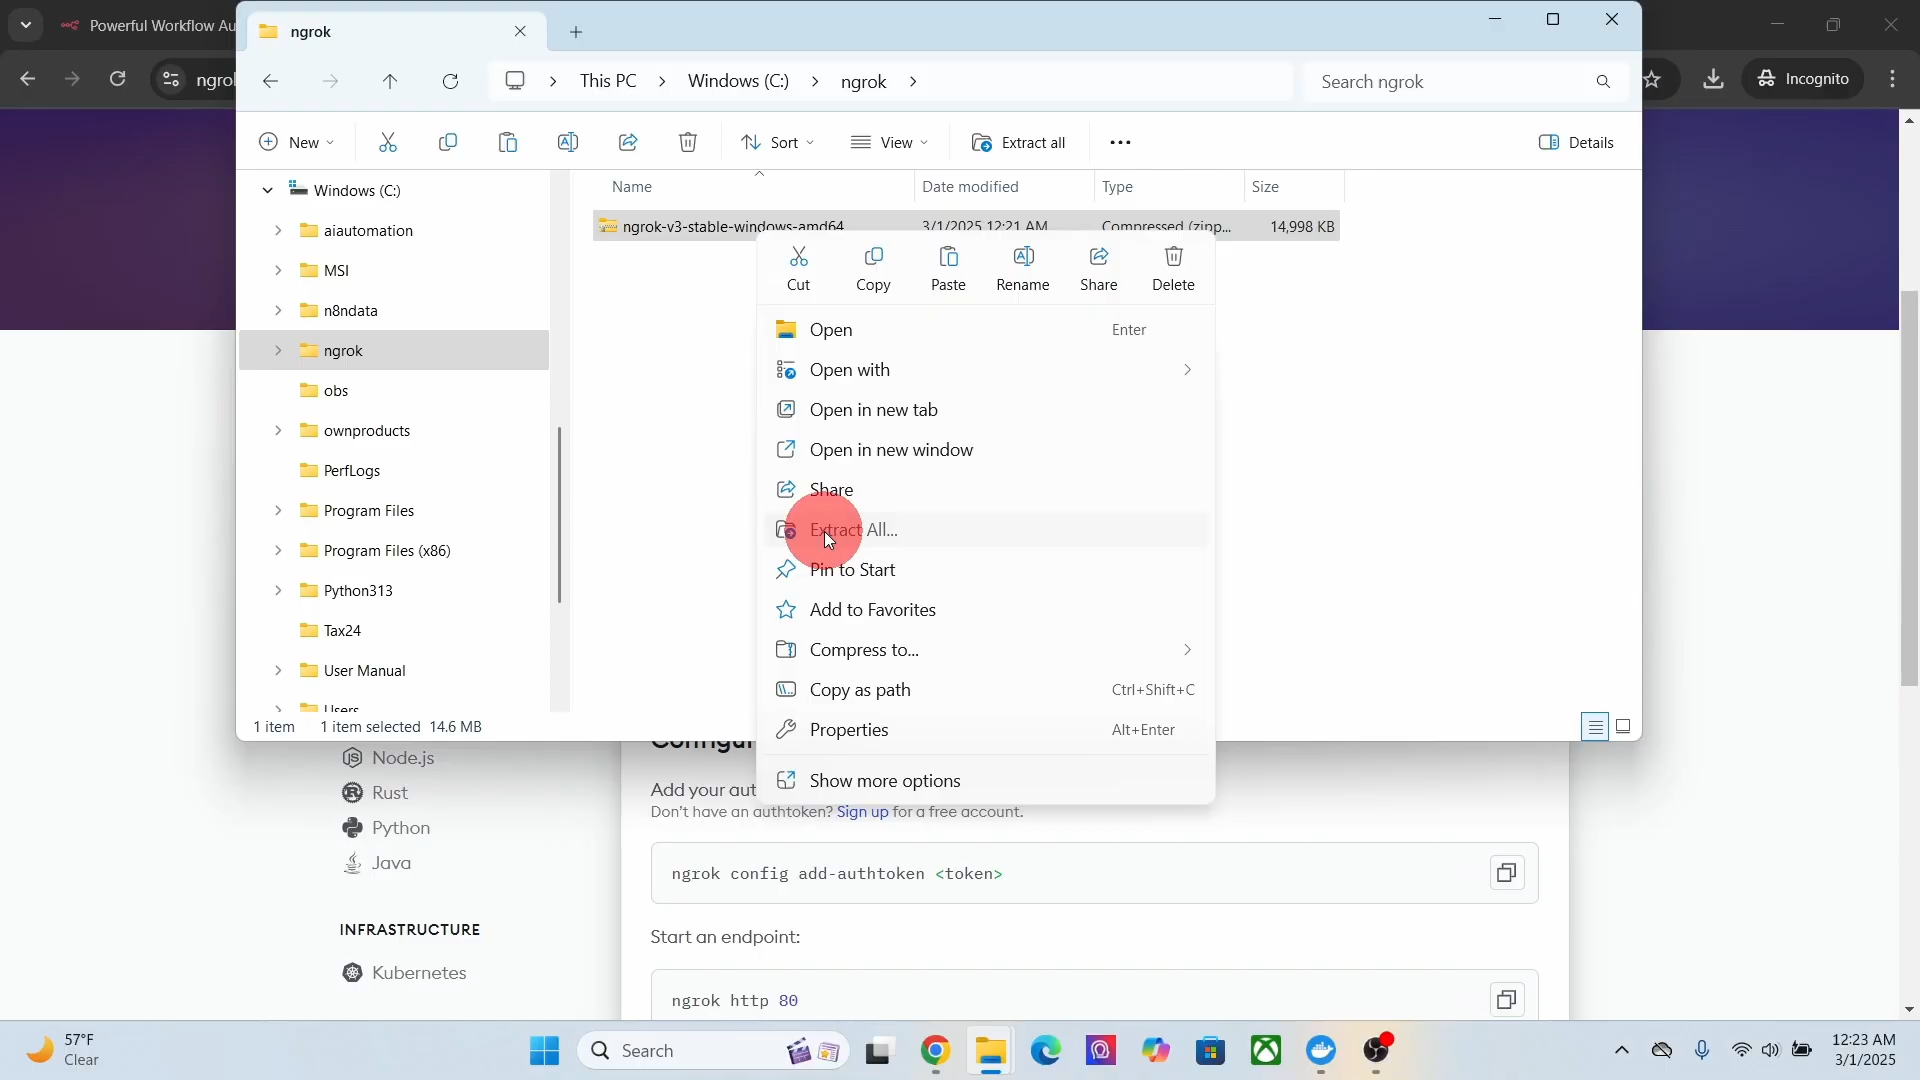 Powerful Workflow Au
ngrok
ngrok
This PC
Windows (C:)
ngrok
Search ngrok
Incognito
New
Sort
View
Extract all
Details
Windows (C:)
aiautomation
MSI
n8ndata
ngrok
obs
ownproducts
PerfLogs
Program Files
Program Files (x86)
Python313
Tax24
User Manual
Users
Name
Date modified
Type
Size
ngrok-v3-stable-windows-amd64
3/1/2025 12:21 AM
Compressed (zipp...
14,998 KB
Cut
Copy
Paste
Rename
Share
Delete
Open
Enter
Open with
Open in new tab
Open in new window
Share
Extract All...
Pin to Start
Add to Favorites
Compress to...
Copy as path
Ctrl+Shift+C
Properties
Alt+Enter
Show more options
1 item
1 item selected 14.6 MB
Node.js
Rust
Python
Java
INFRASTRUCTURE
Kubernetes
Add your aut
Don't have an authtoken? Sign up for a free account.
ngrok config add-authtoken <token>
Start an endpoint:
ngrok http 80
57°F
Clear
Search
12:23 AM
3/1/2025